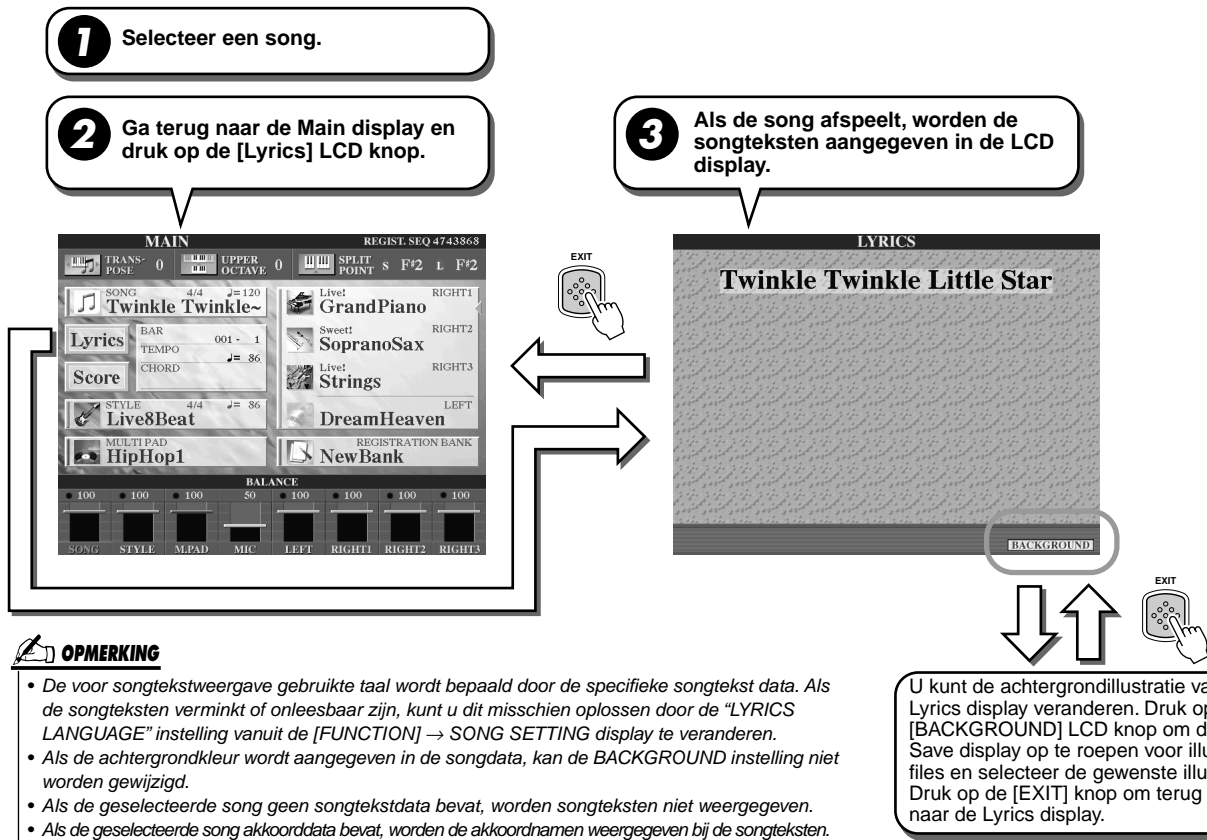 1 Selecteer een song.
2 Ga terug naar de Main display en
druk op de [Lyrics] LCD knop.
3 Als de song afspeelt, worden de
songteksten aangegeven in de LCD
display.
MAIN REGIST. SEQ 4743868
TRANS-
POSE 0 UPPER
OCTAVE 0 SPLIT
POINT S F♯2 L F♯2
SONG 4/4 ♩=120
Twinkle Twinkle~
Lyrics
BAR 001 - 1
TEMPO ♩= 86
CHORD
Score
STYLE 4/4 ♩= 86
Live8Beat
MULTI PAD
HipHop1
Live! RIGHT1
GrandPiano
Sweet! RIGHT2
SopranoSax
Live! RIGHT3
Strings
LEFT
DreamHeaven
REGISTRATION BANK
NewBank
BALANCE
100 100 100 50 100 100 100 100
SONG STYLE M.PAD MIC LEFT RIGHT1 RIGHT2 RIGHT3
EXIT
LYRICS
Twinkle Twinkle Little Star
BACKGROUND
EXIT
OPMERKING
• De voor songtekstweergave gebruikte taal wordt bepaald door de specifieke songtekst data. Als
de songteksten verminkt of onleesbaar zijn, kunt u dit misschien oplossen door de “LYRICS
LANGUAGE” instelling vanuit de [FUNCTION] → SONG SETTING display te veranderen.
• Als de achtergrondkleur wordt aangegeven in de songdata, kan de BACKGROUND instelling niet
worden gewijzigd.
• Als de geselecteerde song geen songtekstdata bevat, worden songteksten niet weergegeven.
• Als de geselecteerde song akkoorddata bevat, worden de akkoordnamen weergegeven bij de songteksten.
U kunt de achtergrondillustratie va
Lyrics display veranderen. Druk op
[BACKGROUND] LCD knop om d
Save display op te roepen voor illu
files en selecteer de gewenste illu
Druk op de [EXIT] knop om terug
naar de Lyrics display.